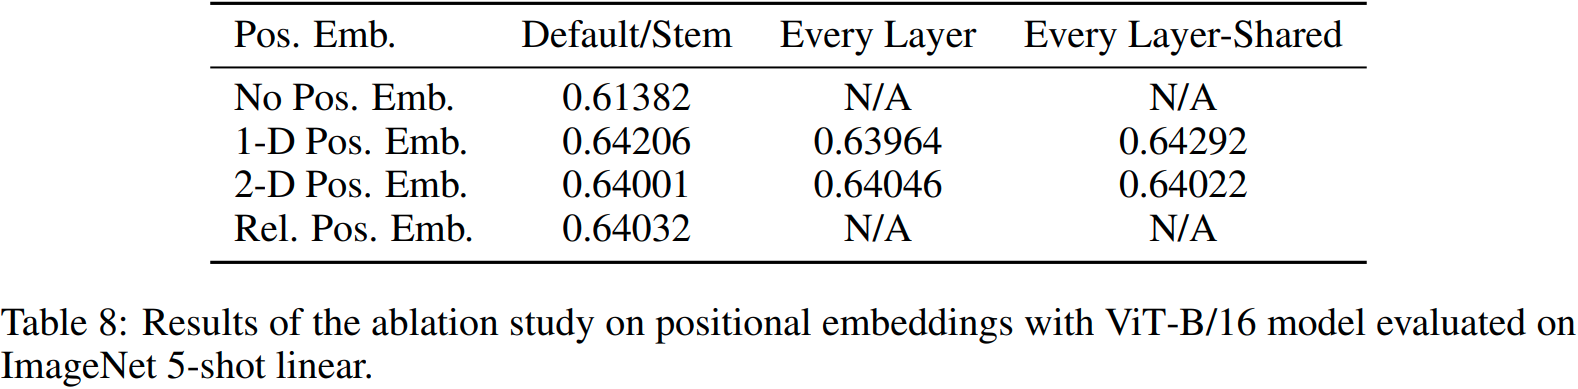 Pos. Emb. Default/Stem Every Layer Every Layer-Shared
No Pos. Emb. 0.61382 N/A N/A
1-D Pos. Emb. 0.64206 0.63964 0.64292
2-D Pos. Emb. 0.64001 0.64046 0.64022
Rel. Pos. Emb. 0.64032 N/A N/A
Table 8: Results of the ablation study on positional embeddings with ViT-B/16 model evaluated on
ImageNet 5-shot linear.